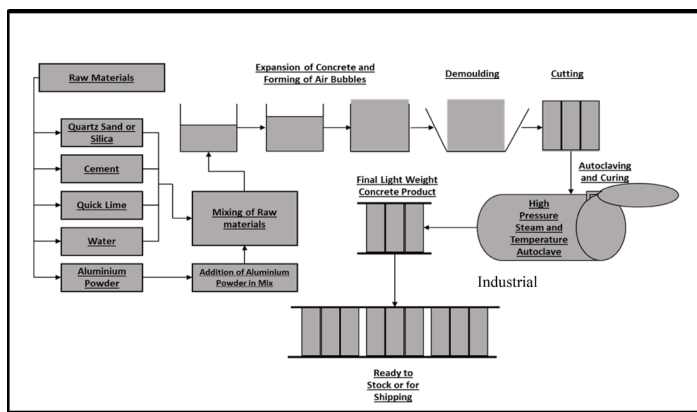 Raw Materials
Quartz Sand or
Silica
Cement
Quick Lime
Water
Aluminium
Powder
Addition of Aluminium
Powder in Mix
Mixing of Raw
materials
Expansion of Concrete and
Forming of Air Bubbles
Demoulding
Cutting
Autoclaving
and Curing
High
Pressure
Steam and
Temperature
Autoclave
Industrial
Final Light Weight
Concrete Product
Ready to
Stock or for
Shipping